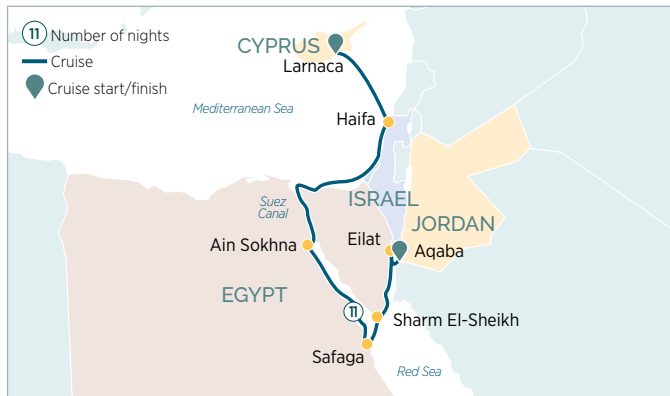 11 Number of nights
Cruise
Cruise start/finish
CYPRUS
Larnaca
Mediterranean Sea
Haifa
Suez
Canal
ISRAEL
JORDAN
Ain Sokhna
Eilat
Aqaba
EGYPT
11
Sharm El-Sheikh
Safaga
Red Sea